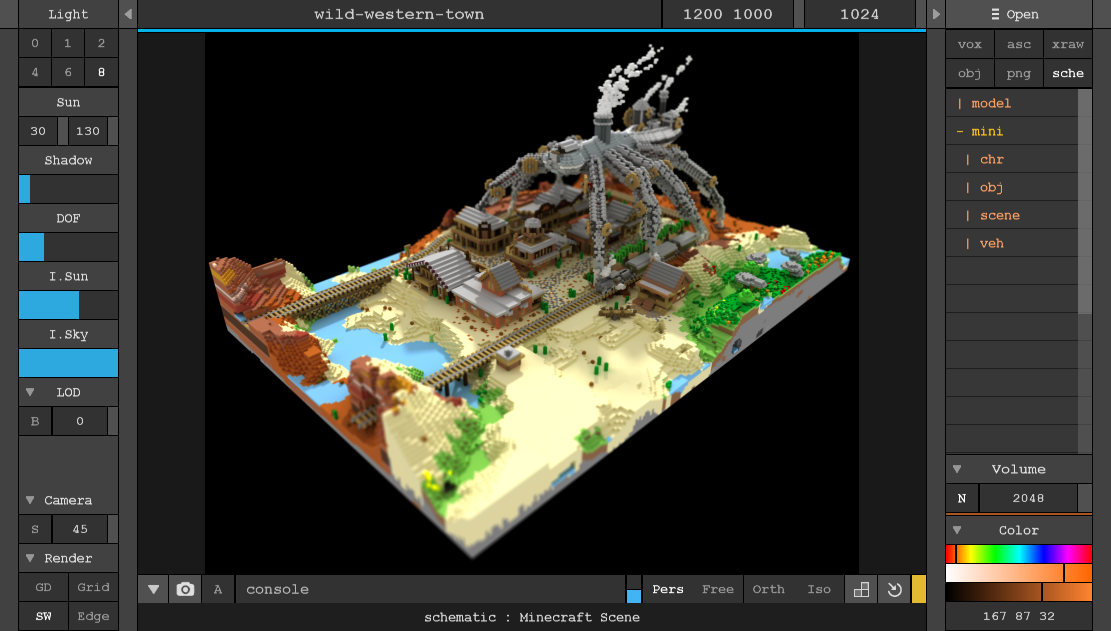 Light
wild-western-town
1200 1000
1024
Open
0 1 2
4 6 8
vox asc xraw
obj png sche
Sun
30 130
Shadow
DOF
I.Sun
I.Sky
LOD
B 0
Camera
S 45
Render
GD Grid
SW Edge
| model
– mini
| chr
| obj
| scene
| veh
Volume
N 2048
Color
167 87 32
A console
Pers Free Orth Iso
schematic : Minecraft Scene